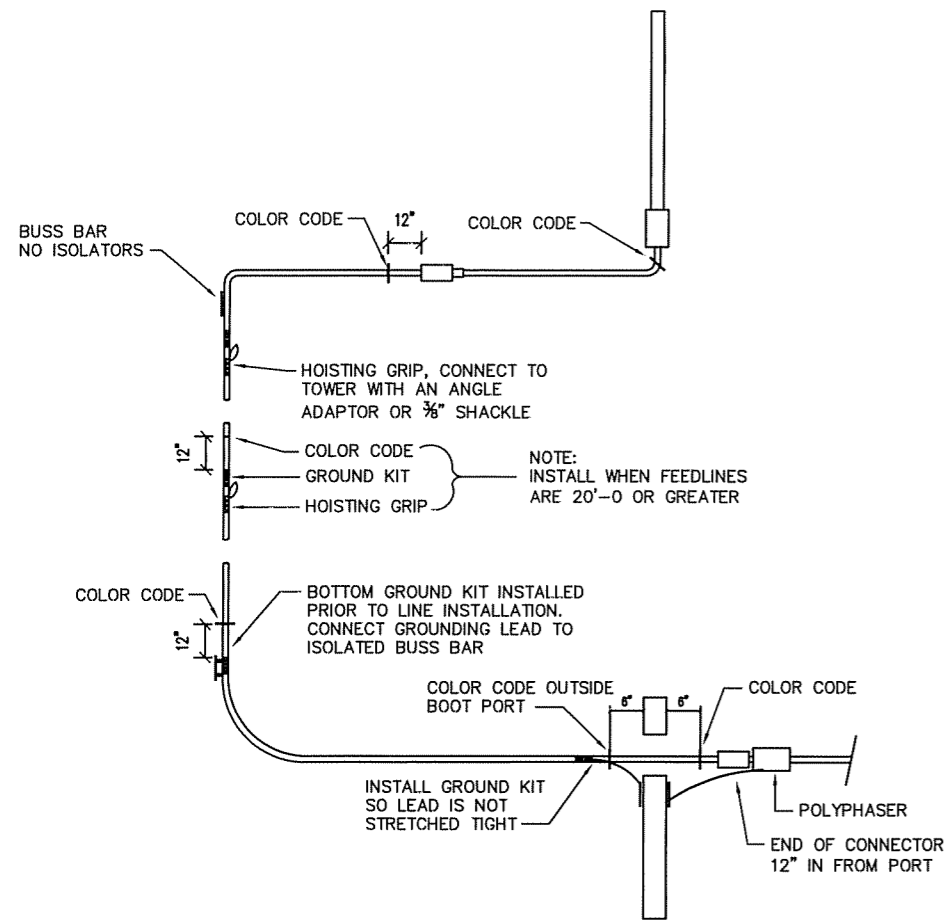 COLOR CODE
12"
COLOR CODE
BUSS BAR
NO ISOLATORS
HOISTING GRIP, CONNECT TO
TOWER WITH AN ANGLE
ADAPTOR OR ⅜" SHACKLE
12"
COLOR CODE
GROUND KIT
HOISTING GRIP
NOTE:
INSTALL WHEN FEEDLINES
ARE 20'-0 OR GREATER
COLOR CODE
12"
BOTTOM GROUND KIT INSTALLED
PRIOR TO LINE INSTALLATION.
CONNECT GROUNDING LEAD TO
ISOLATED BUSS BAR
COLOR CODE OUTSIDE
BOOT PORT
6"
6"
COLOR CODE
INSTALL GROUND KIT
SO LEAD IS NOT
STRETCHED TIGHT
POLYPHASER
END OF CONNECTOR
12" IN FROM PORT